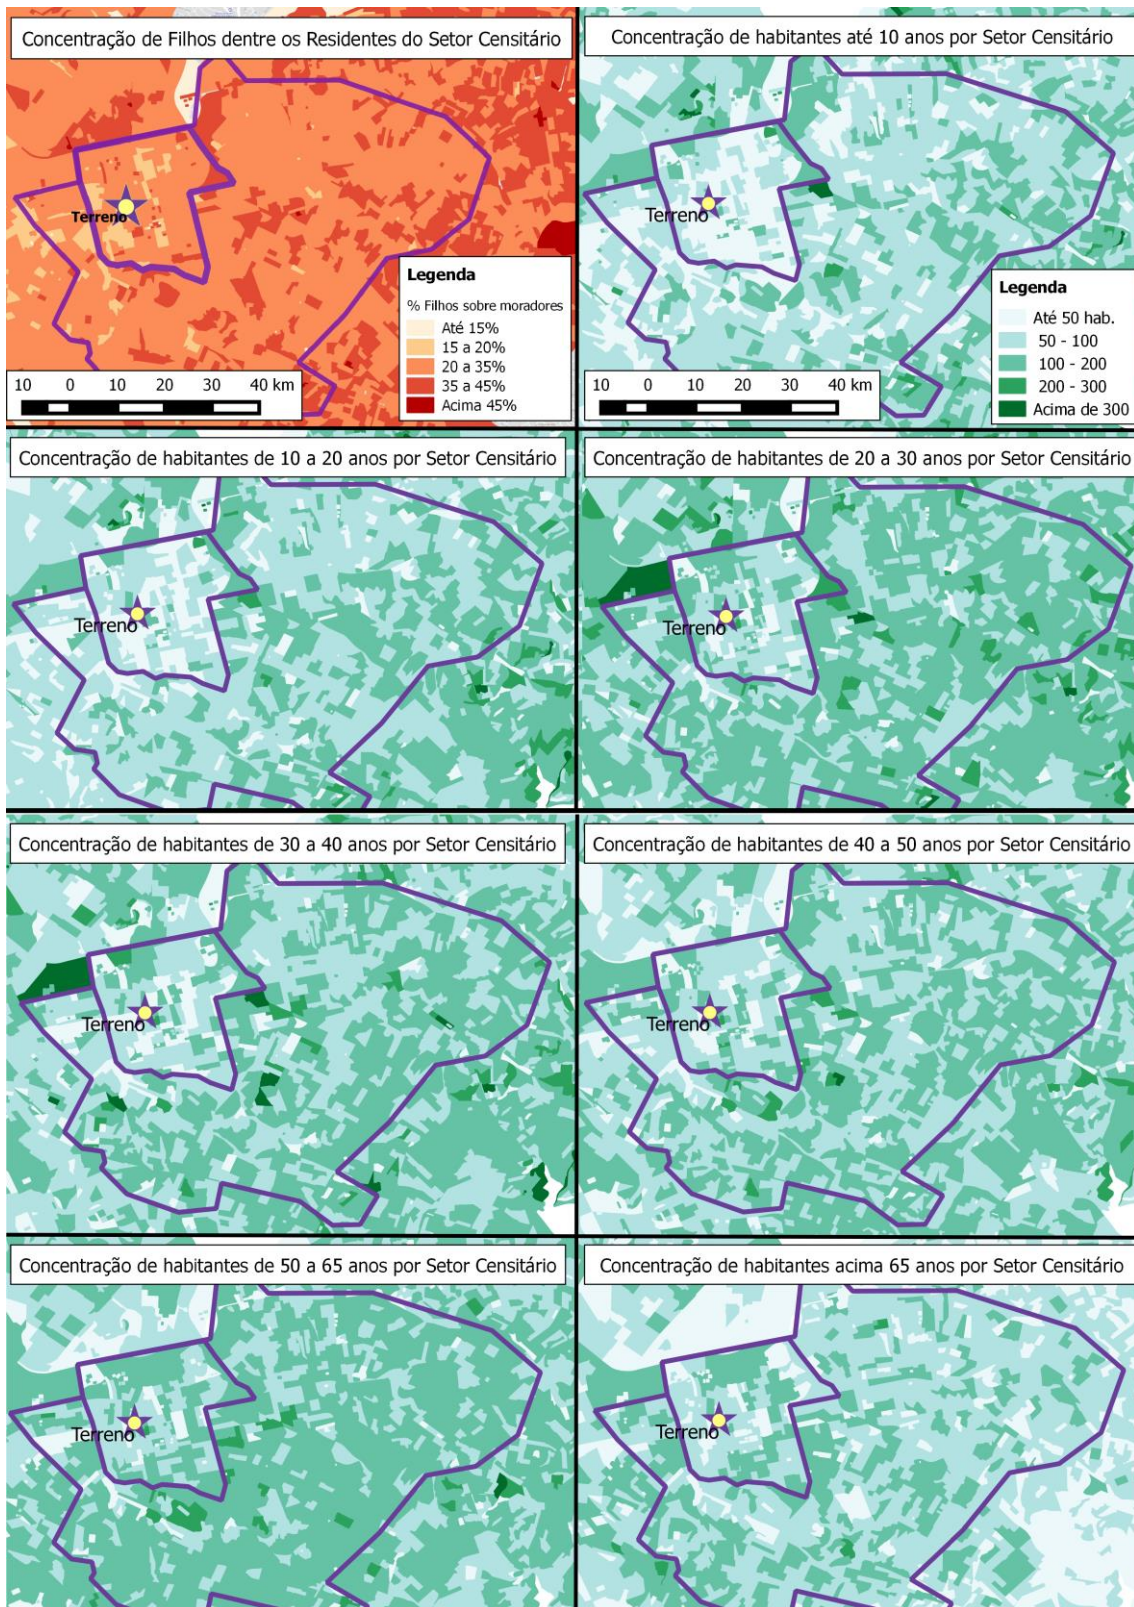 Concentração de Filhos dentre os Residentes do Setor Censitário
Terreno
Legenda
% Filhos sobre moradores
Até 15%
15 a 20%
20 a 35%
35 a 45%
Acima 45%
10 0 10 20 30 40 km
Concentração de habitantes até 10 anos por Setor Censitário
Terreno
Legenda
Até 50 hab.
50 - 100
100 - 200
200 - 300
Acima de 300
10 0 10 20 30 40 km
Concentração de habitantes de 10 a 20 anos por Setor Censitário
Terreno
Concentração de habitantes de 20 a 30 anos por Setor Censitário
Terreno
Concentração de habitantes de 30 a 40 anos por Setor Censitário
Terreno
Concentração de habitantes de 40 a 50 anos por Setor Censitário
Terreno
Concentração de habitantes de 50 a 65 anos por Setor Censitário
Terreno
Concentração de habitantes acima 65 anos por Setor Censitário
Terreno